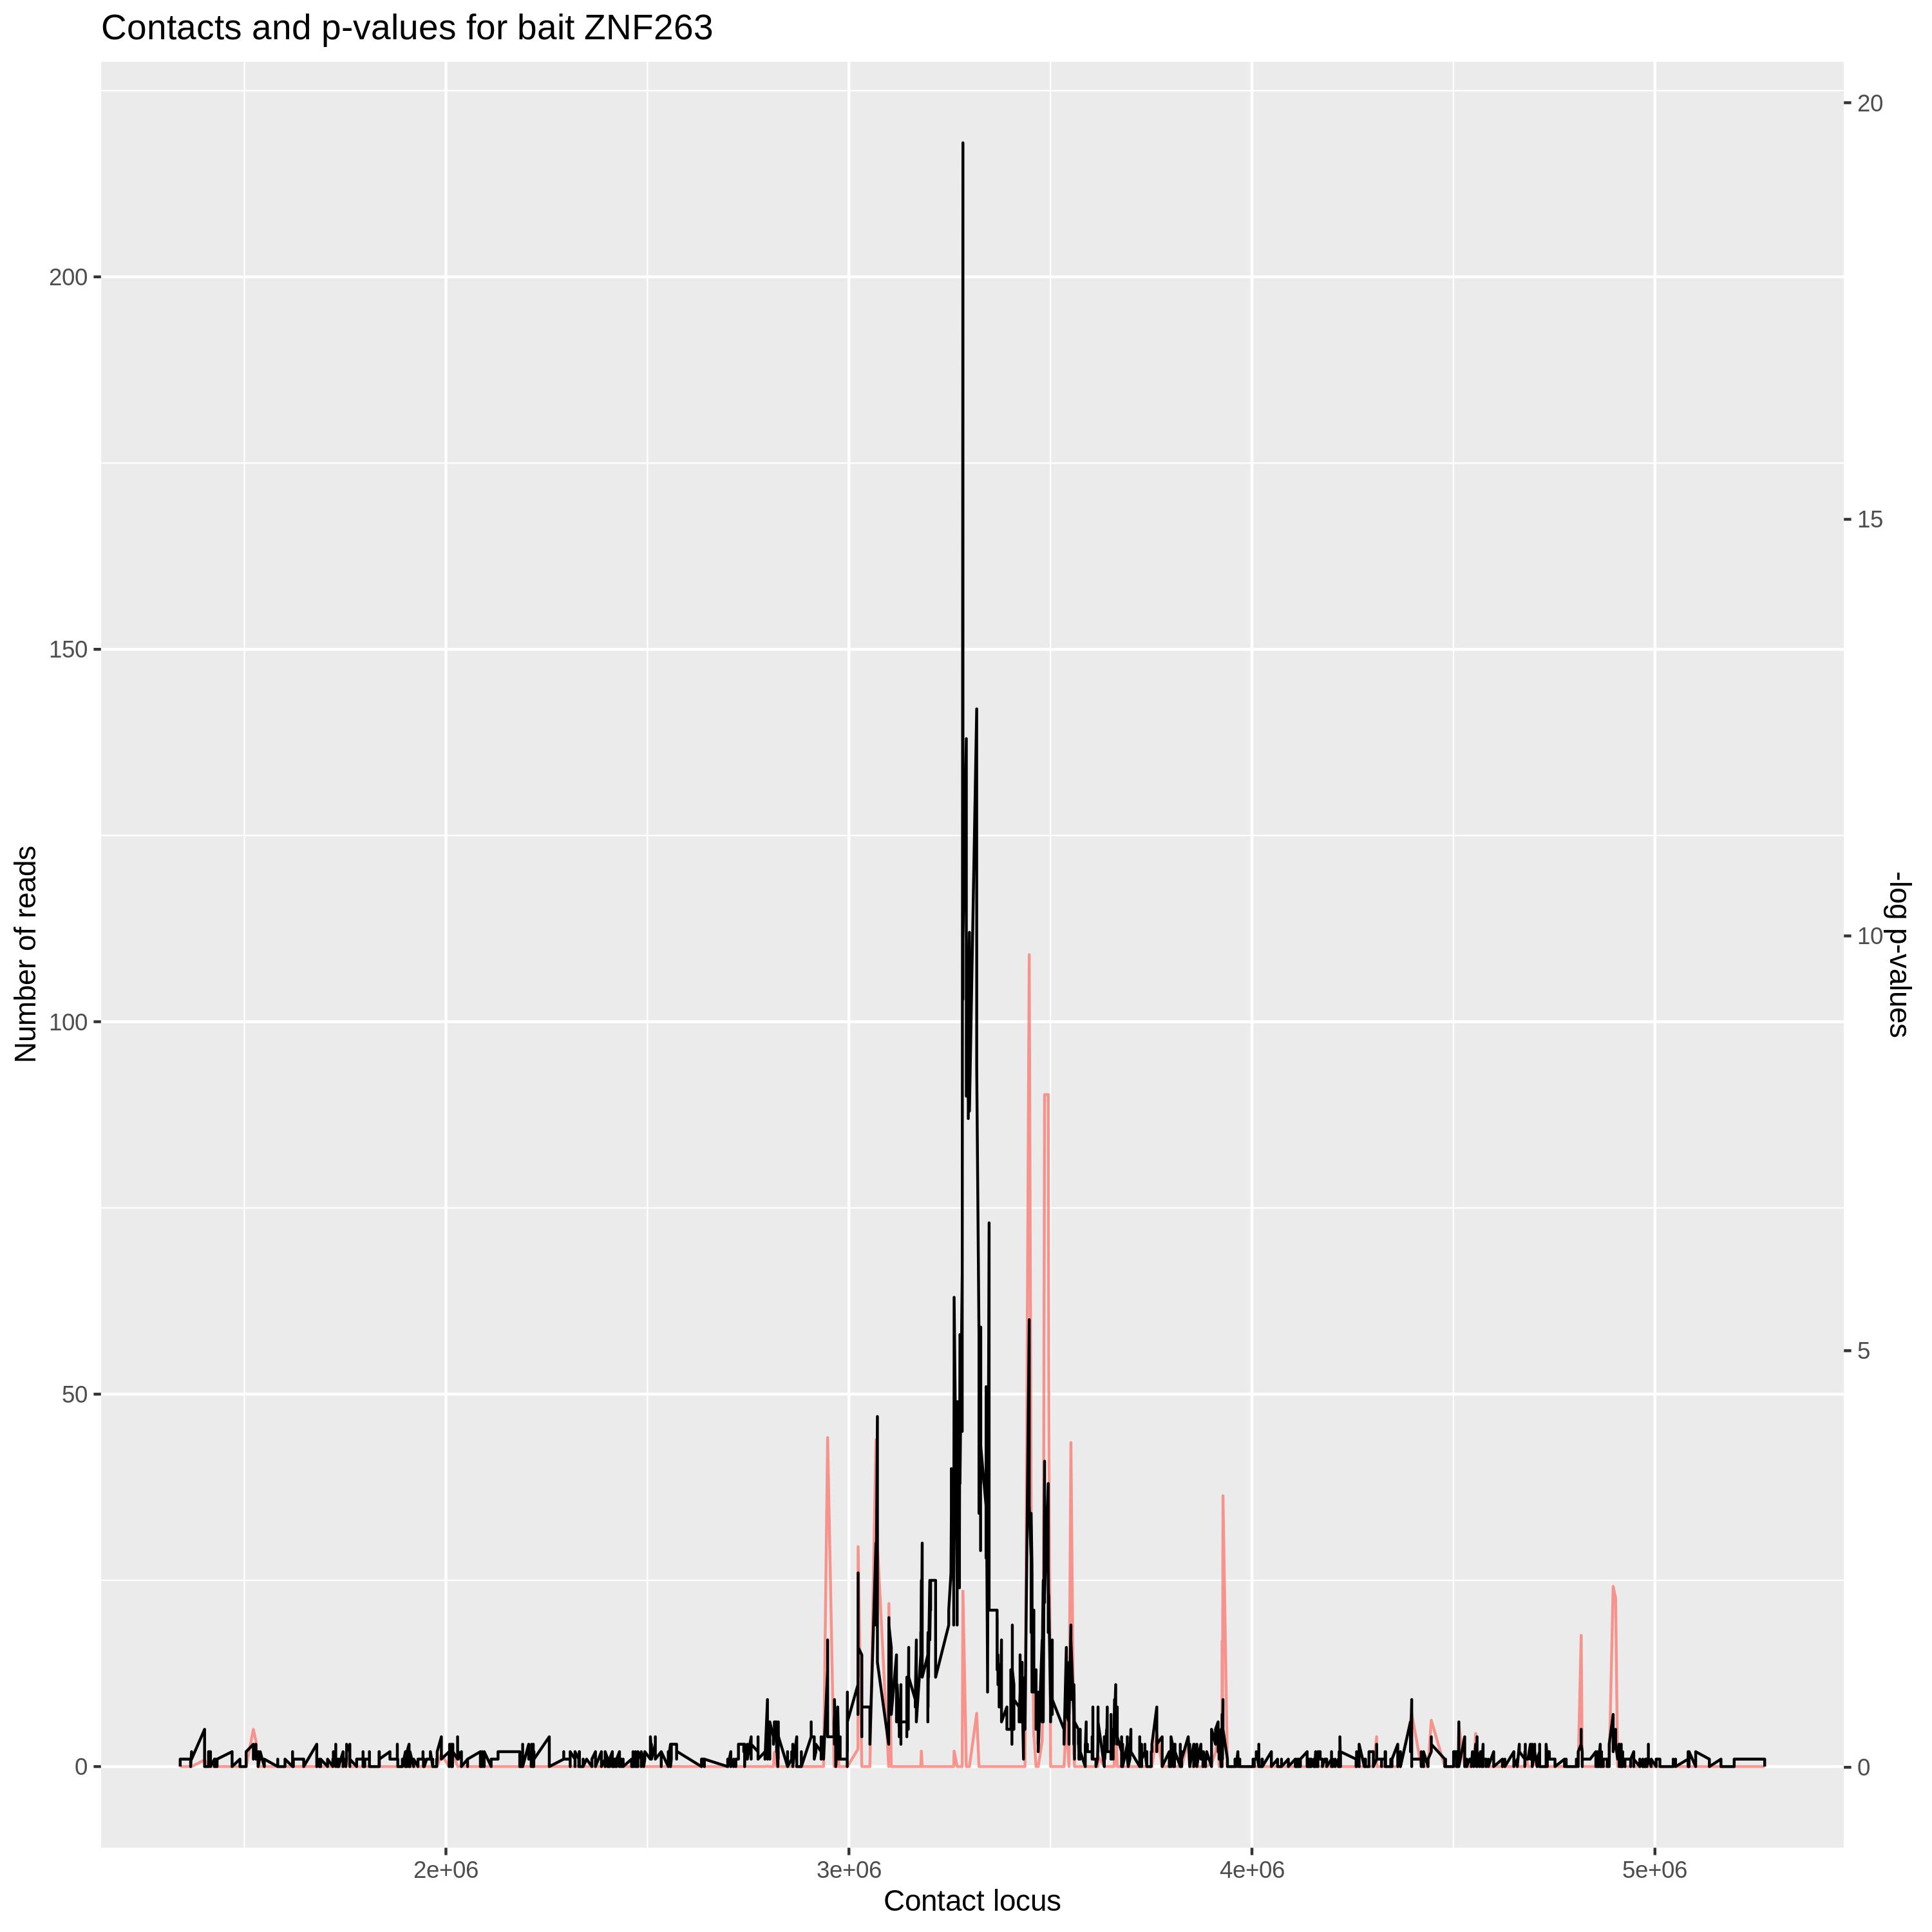 Contacts and p-values for bait ZNF263
Number of reads
200
150
100
50
0
20
15
10
5
0
-log p-values
2e+06
3e+06
4e+06
5e+06
Contact locus